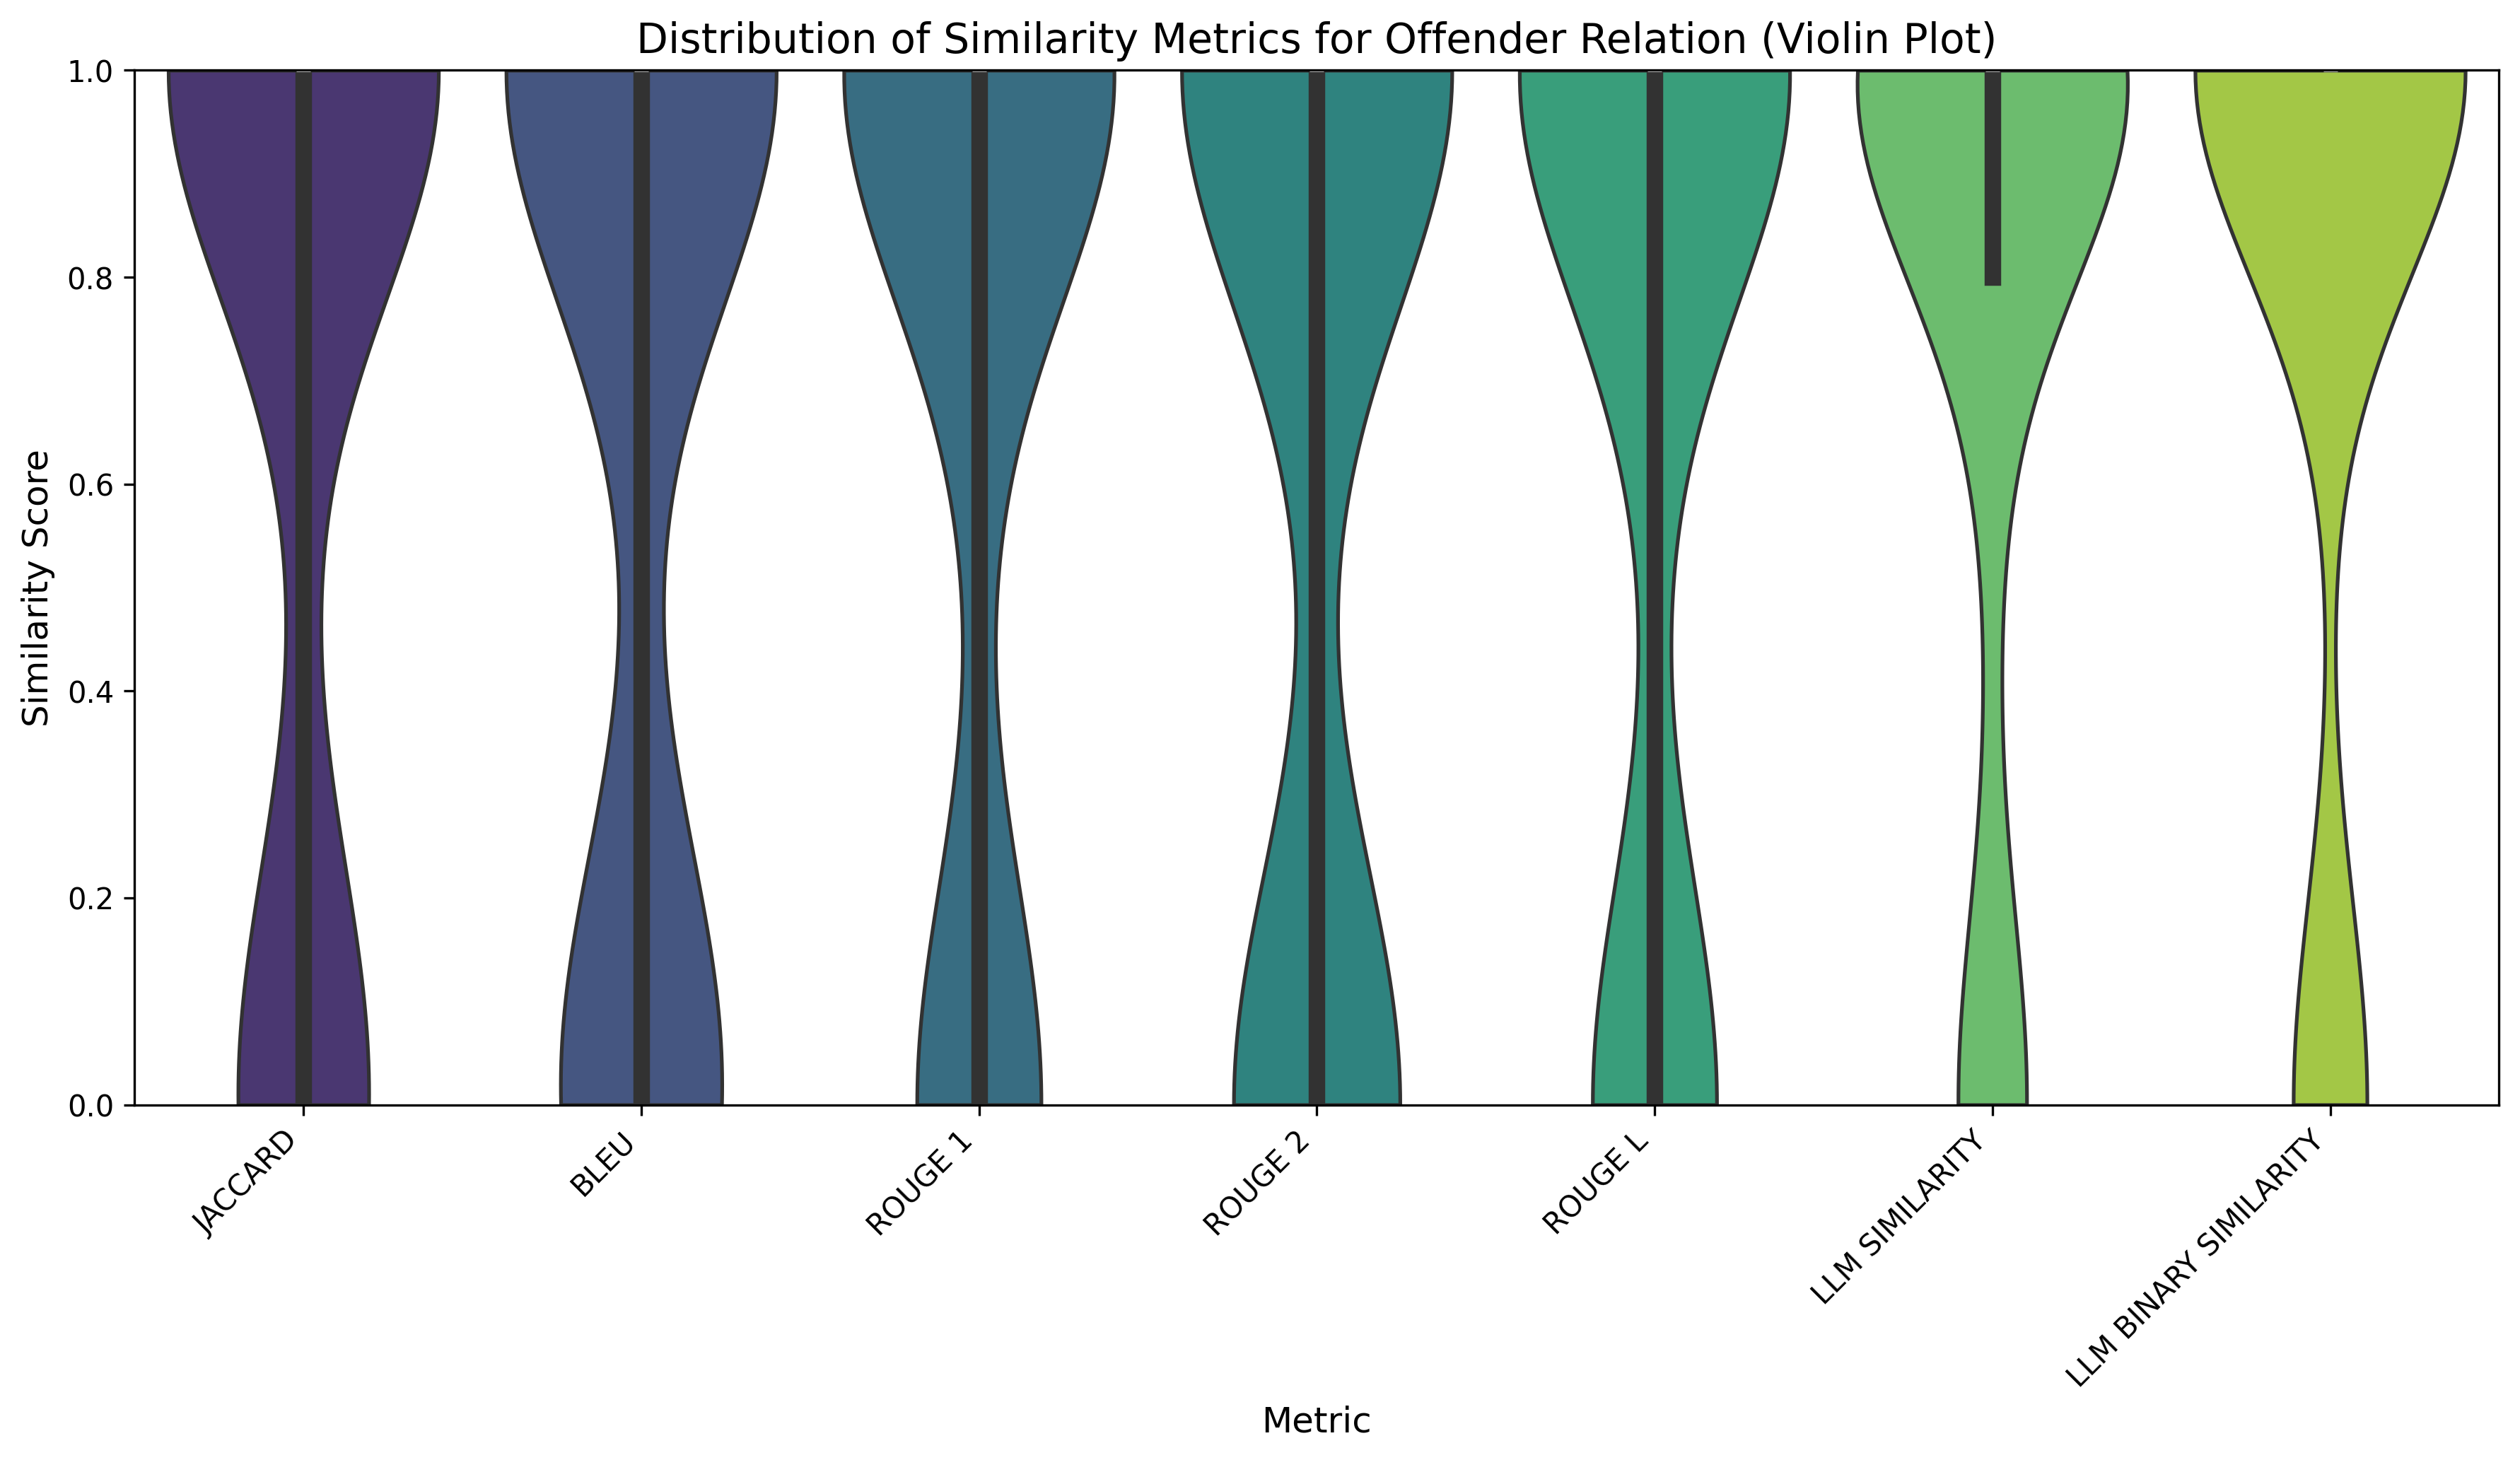 Distribution of Similarity Metrics for Offender Relation (Violin Plot)
1.0
0.8
0.6
0.4
0.2
0.0
Similarity Score
JACCARD
BLEU
ROUGE 1
ROUGE 2
ROUGE L
LLM SIMILARITY
LLM BINARY SIMILARITY
Metric